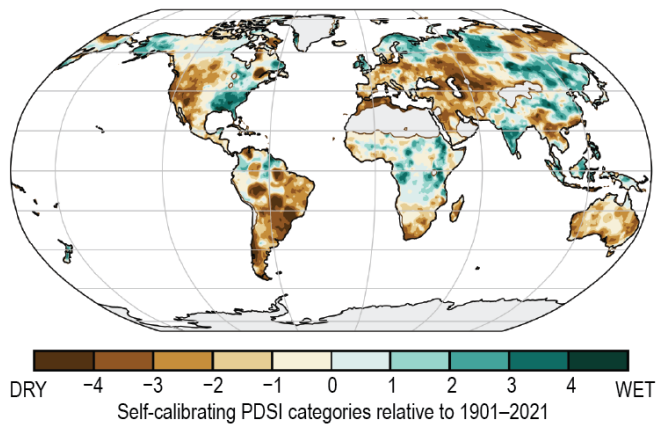 DRY −4 −3 −2 −1 0 1 2 3 4 WET
Self-calibrating PDSI categories relative to 1901–2021